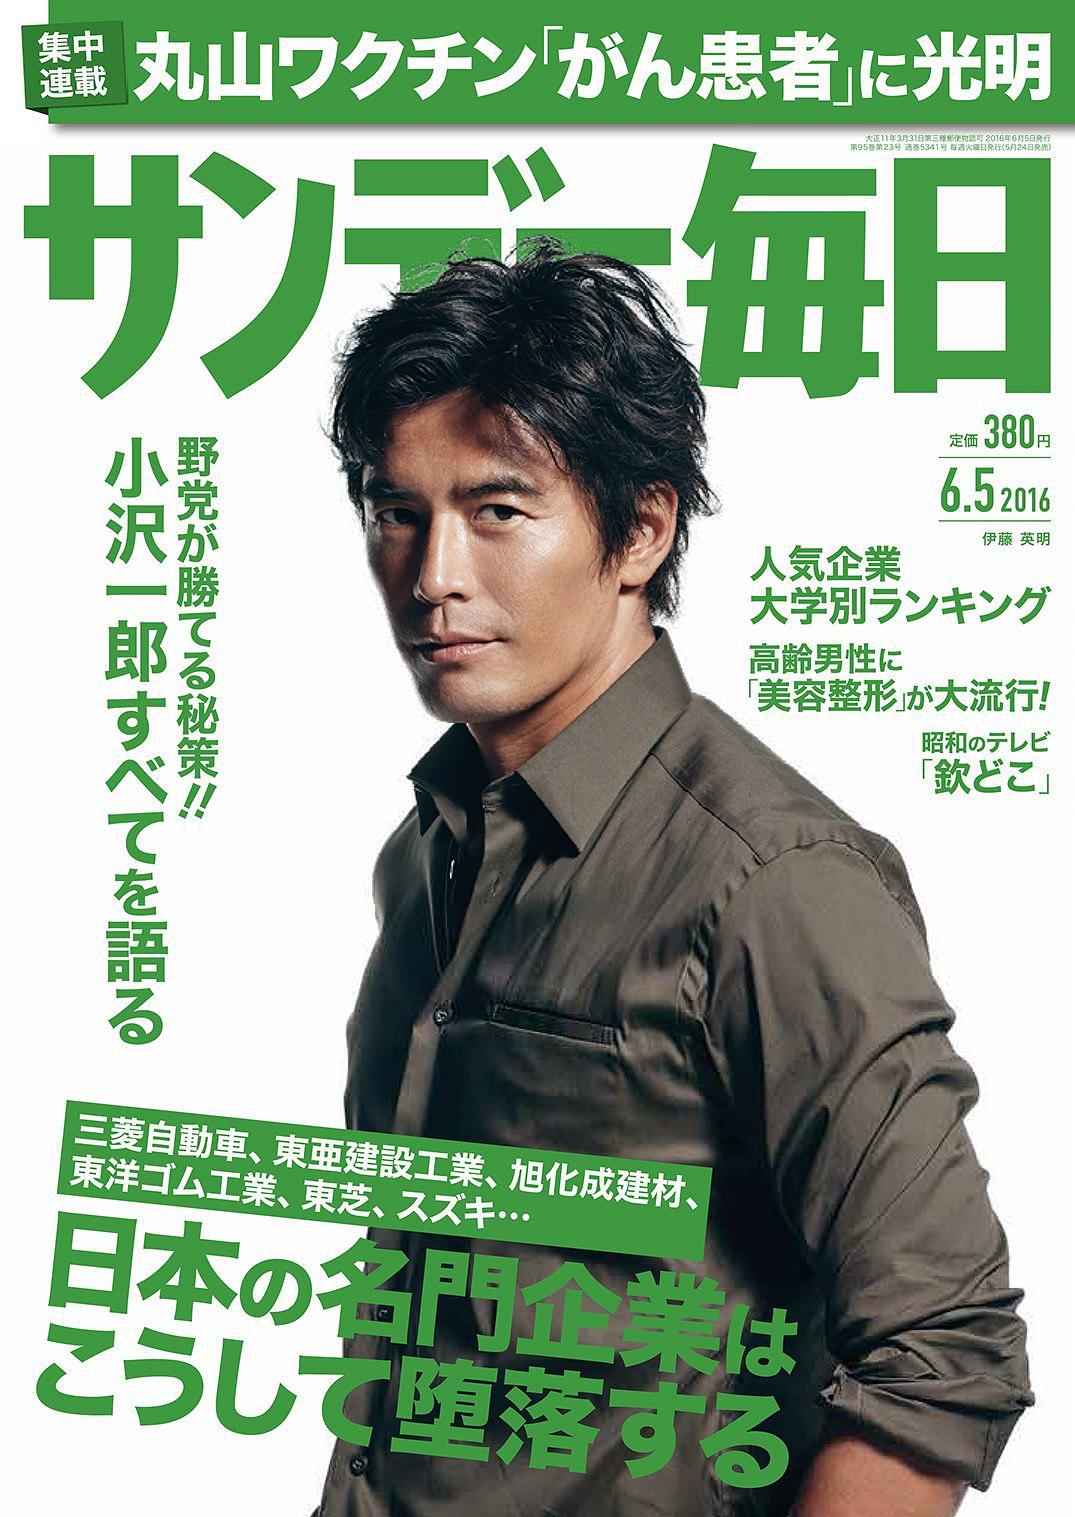 集中
連載
丸山ワクチン「がん患者」に光明
大正11年3月31日第三種郵便物認可 2016年6月5日発行
第95巻第23号 通巻5341号 毎週火曜日発行(5月24日発売)
サンデー毎日
定価 380円
6.5 2016
伊藤 英明
野党が勝てる秘策!!
小沢一郎すべてを語る
人気企業
大学別ランキング
高齢男性に
「美容整形」が大流行!
昭和のテレビ
「欽どこ」
三菱自動車、東亜建設工業、旭化成建材、
東洋ゴム工業、東芝、スズキ…
日本の名門企業は
こうして堕落する